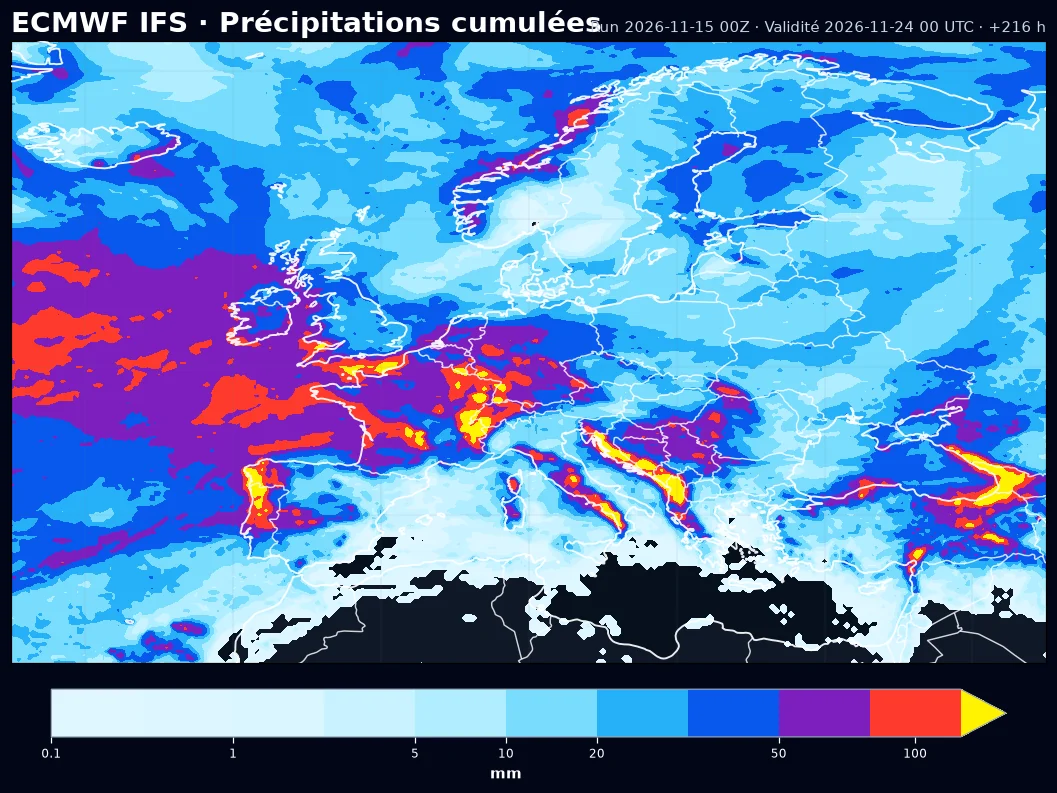 ECMWF IFS · Précipitations cumulées
Run 2026-11-15 00Z · Validité 2026-11-24 00 UTC · +216 h
0.1 1 5 10 20 50 100
mm